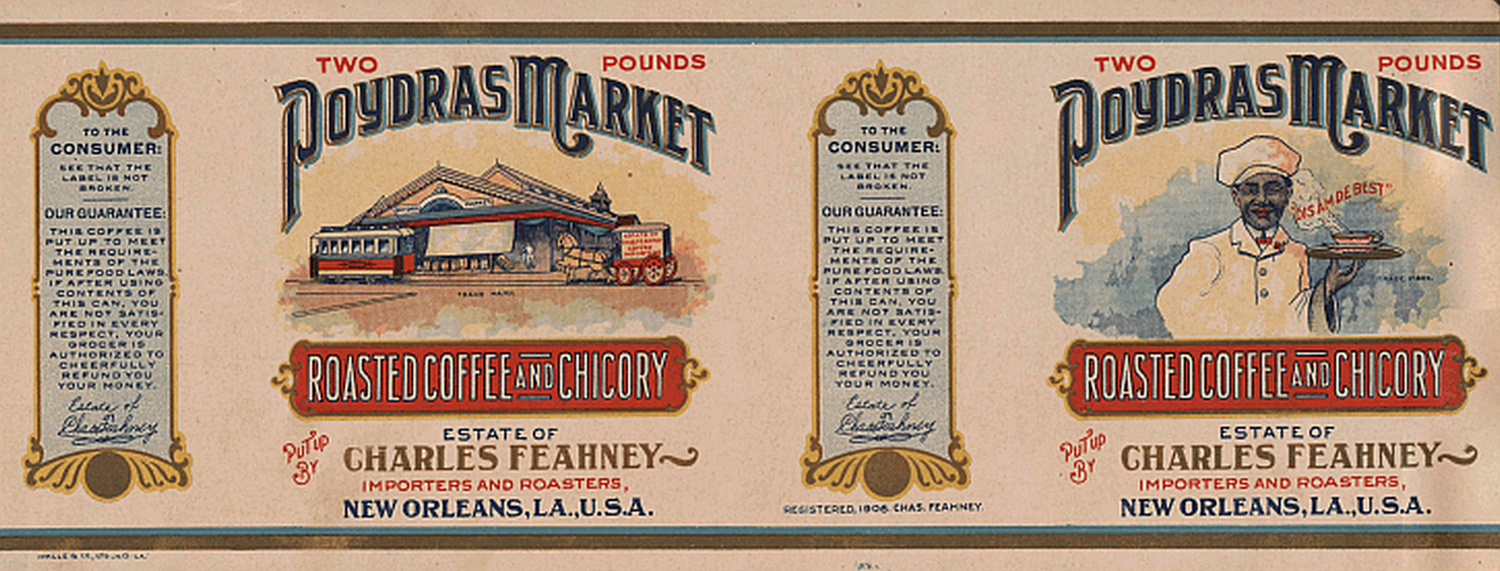 TO THE
CONSUMER:
SEE THAT THE
LABEL IS NOT
BROKEN.
OUR GUARANTEE:
THIS COFFEE IS
PUT UP TO MEET
THE REQUIRE-
MENTS OF THE
PURE FOOD LAWS.
IF AFTER USING
CONTENTS OF
THIS CAN, YOU
ARE NOT SATIS-
FIED IN EVERY
RESPECT, YOUR
GROCER IS
AUTHORIZED TO
CHEERFULLY
REFUND YOU
YOUR MONEY.
Estate of
Chas Feahney
TWO POUNDS
POYDRAS MARKET
MARKET
ESTATE OF
COFFEE
TRADE MARK
ROASTED COFFEE AND CHICORY
PUT UP
BY
ESTATE OF
CHARLES FEAHNEY
IMPORTERS AND ROASTERS,
NEW ORLEANS, LA., U.S.A.
TO THE
CONSUMER:
SEE THAT THE
LABEL IS NOT
BROKEN.
OUR GUARANTEE:
THIS COFFEE IS
PUT UP TO MEET
THE REQUIRE-
MENTS OF THE
PURE FOOD LAWS.
IF AFTER USING
CONTENTS OF
THIS CAN, YOU
ARE NOT SATIS-
FIED IN EVERY
RESPECT, YOUR
GROCER IS
AUTHORIZED TO
CHEERFULLY
REFUND YOU
YOUR MONEY.
Estate of
Chas Feahney
REGISTERED, 1906. CHAS. FEAHNEY.
TWO POUNDS
POYDRAS MARKET
"DIS AM DE BEST"
TRADE MARK.
ROASTED COFFEE AND CHICORY
PUT UP
BY
ESTATE OF
CHARLES FEAHNEY
IMPORTERS AND ROASTERS,
NEW ORLEANS, LA., U.S.A.